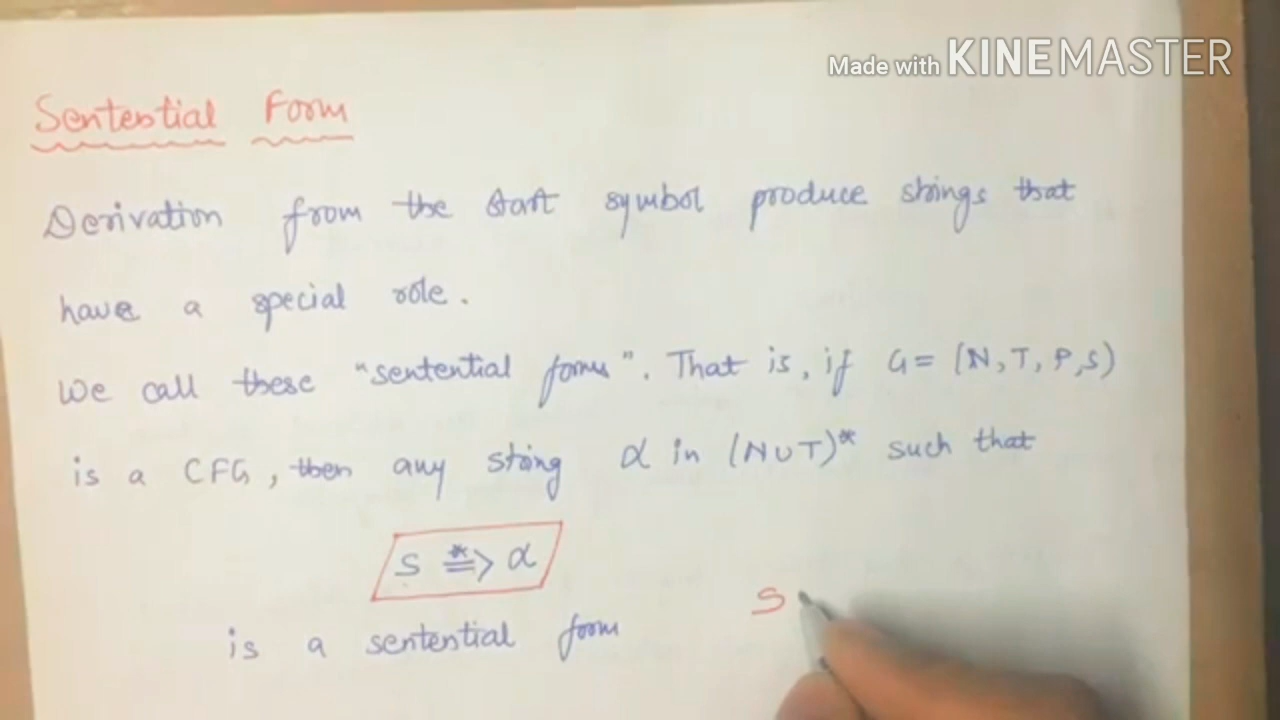 Made with KINEMASTER
Sentential Form
Derivation from the start symbol produce strings that
have a special role.
We call these "sentential forms". That is, if G = (N, T, P, S)
is a CFG, then any string α in (N∪T)* such that
S *=> α
is a sentential form
S